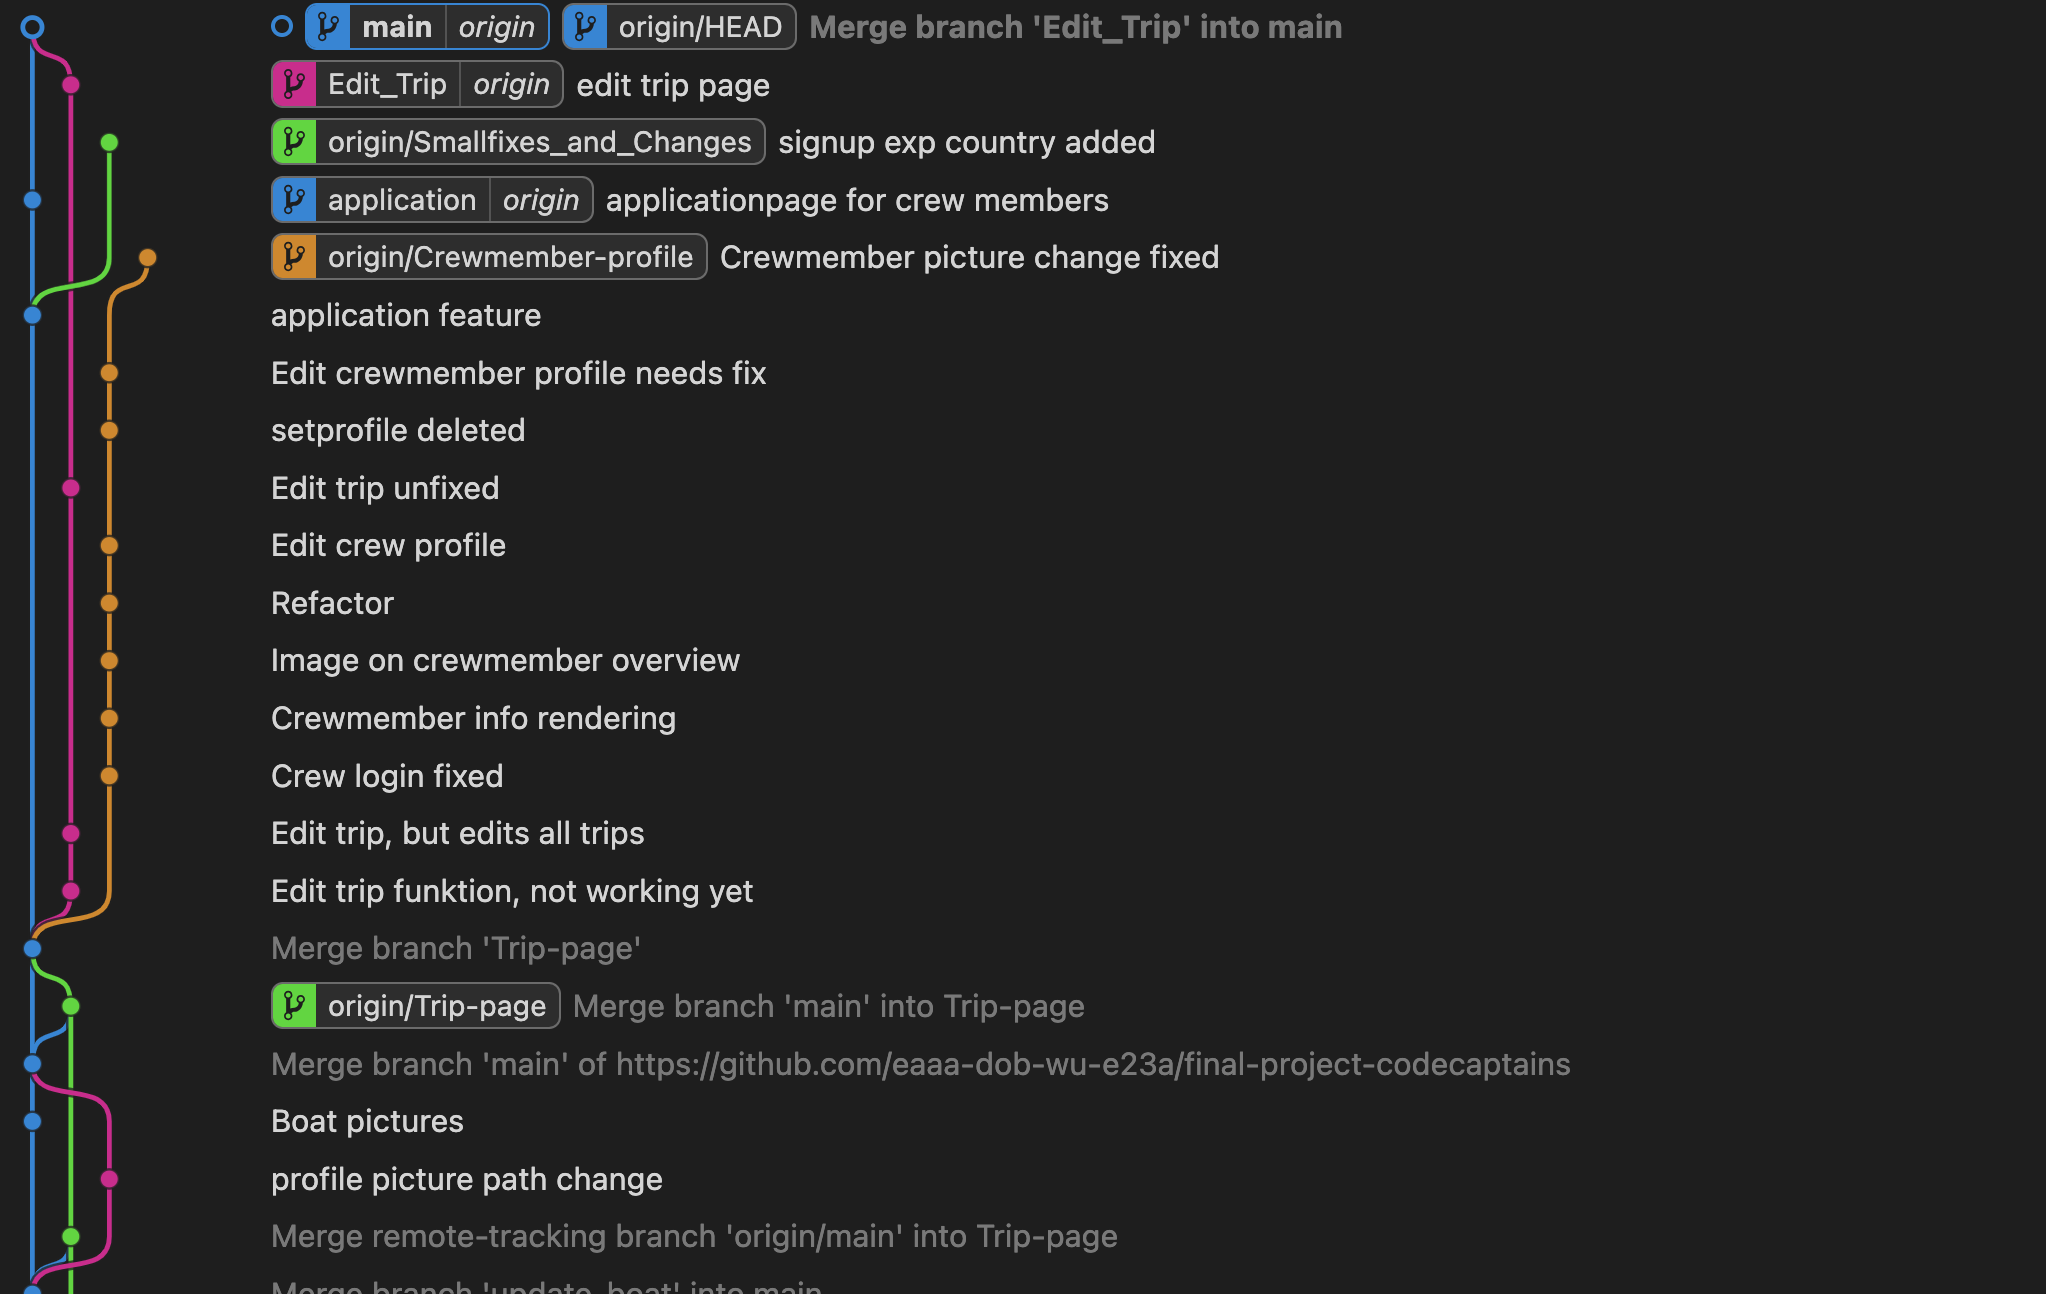 main origin origin/HEAD Merge branch 'Edit_Trip' into main
Edit_Trip origin edit trip page
origin/Smallfixes_and_Changes signup exp country added
application origin applicationpage for crew members
origin/Crewmember-profile Crewmember picture change fixed
application feature
Edit crewmember profile needs fix
setprofile deleted
Edit trip unfixed
Edit crew profile
Refactor
Image on crewmember overview
Crewmember info rendering
Crew login fixed
Edit trip, but edits all trips
Edit trip funktion, not working yet
Merge branch 'Trip-page'
origin/Trip-page Merge branch 'main' into Trip-page
Merge branch 'main' of https://github.com/eaaa-dob-wu-e23a/final-project-codecaptains
Boat pictures
profile picture path change
Merge remote-tracking branch 'origin/main' into Trip-page
Merge branch 'update_boat' into main